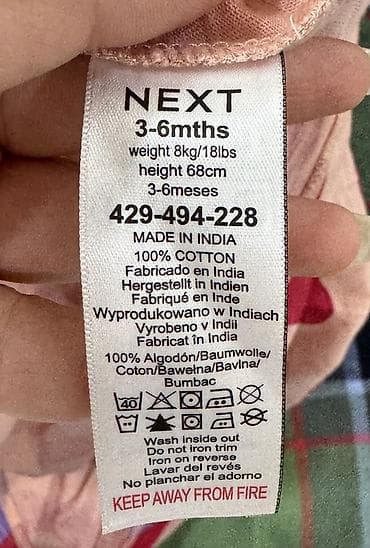 NEXT
3-6mths
weight 8kg/18lbs
height 68cm
3-6meses
429-494-228
MADE IN INDIA
100% COTTON
Fabricado en India
Hergestellt in Indien
Fabriqué en Inde
Wyprodukowano w Indiach
Vyrobeno v Indii
Fabricat în India
100% Algodón/Baumwolle/
Coton/Bawełna/Bavlna/
Bumbac
40
Wash inside out
Do not iron trim
Iron on reverse
Lavar del revés
No planchar el adorno
KEEP AWAY FROM FIRE